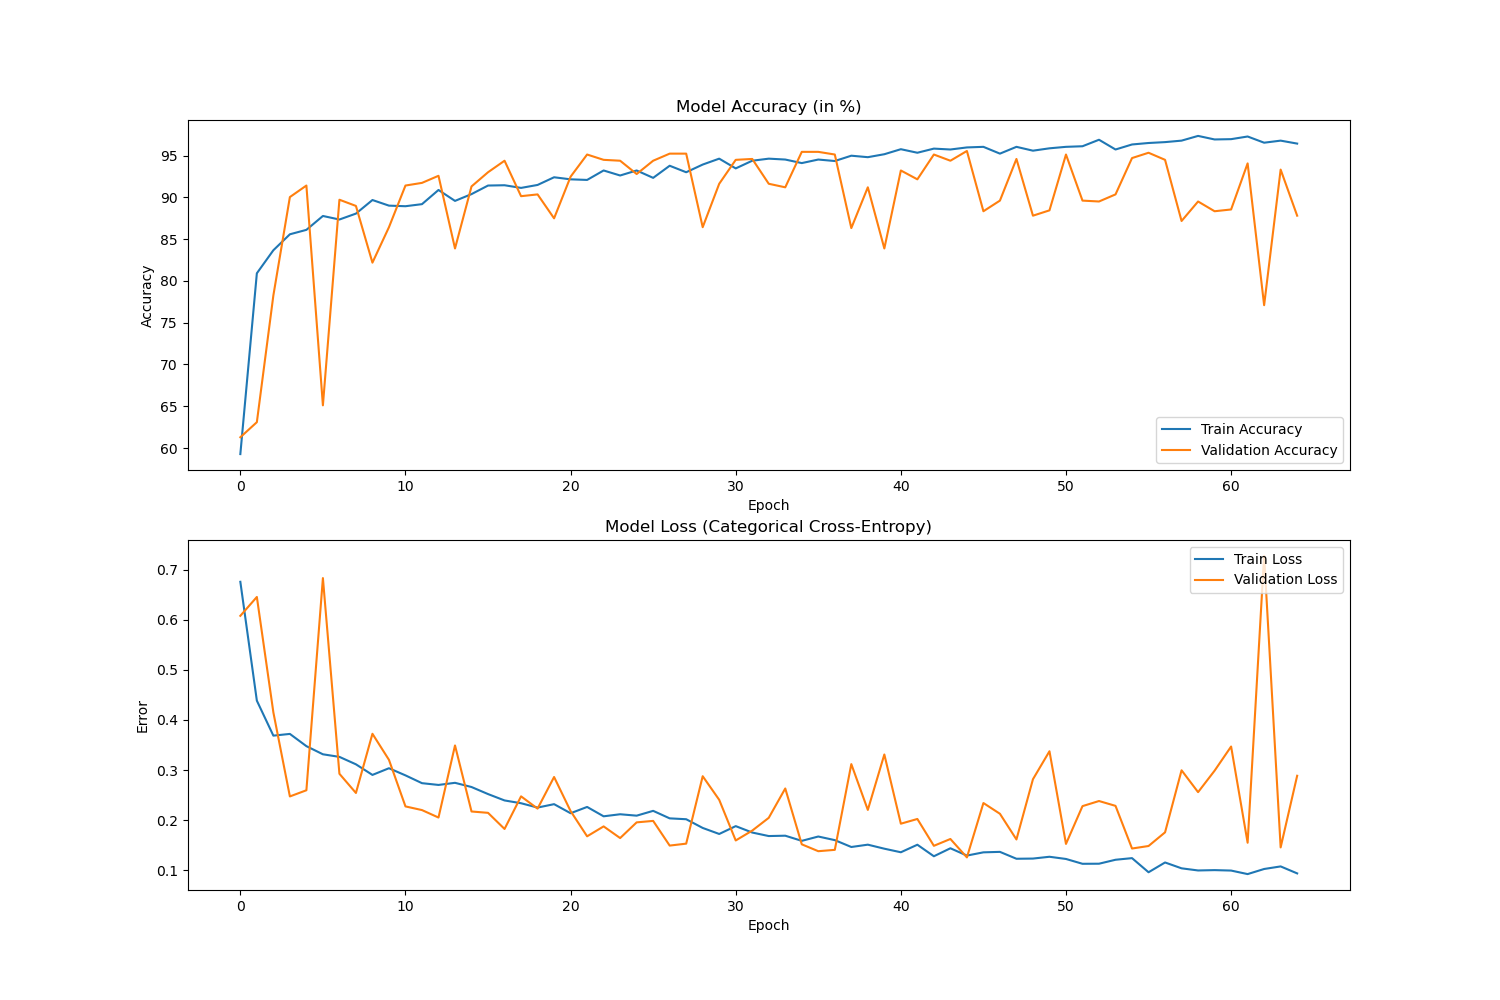 Model Accuracy (in %)
95
90
85
80
75
70
65
60
Accuracy
Train Accuracy
Validation Accuracy
0 10 20 30 40 50 60
Epoch
Model Loss (Categorical Cross-Entropy)
0.7
0.6
0.5
0.4
0.3
0.2
0.1
Error
Train Loss
Validation Loss
0 10 20 30 40 50 60
Epoch